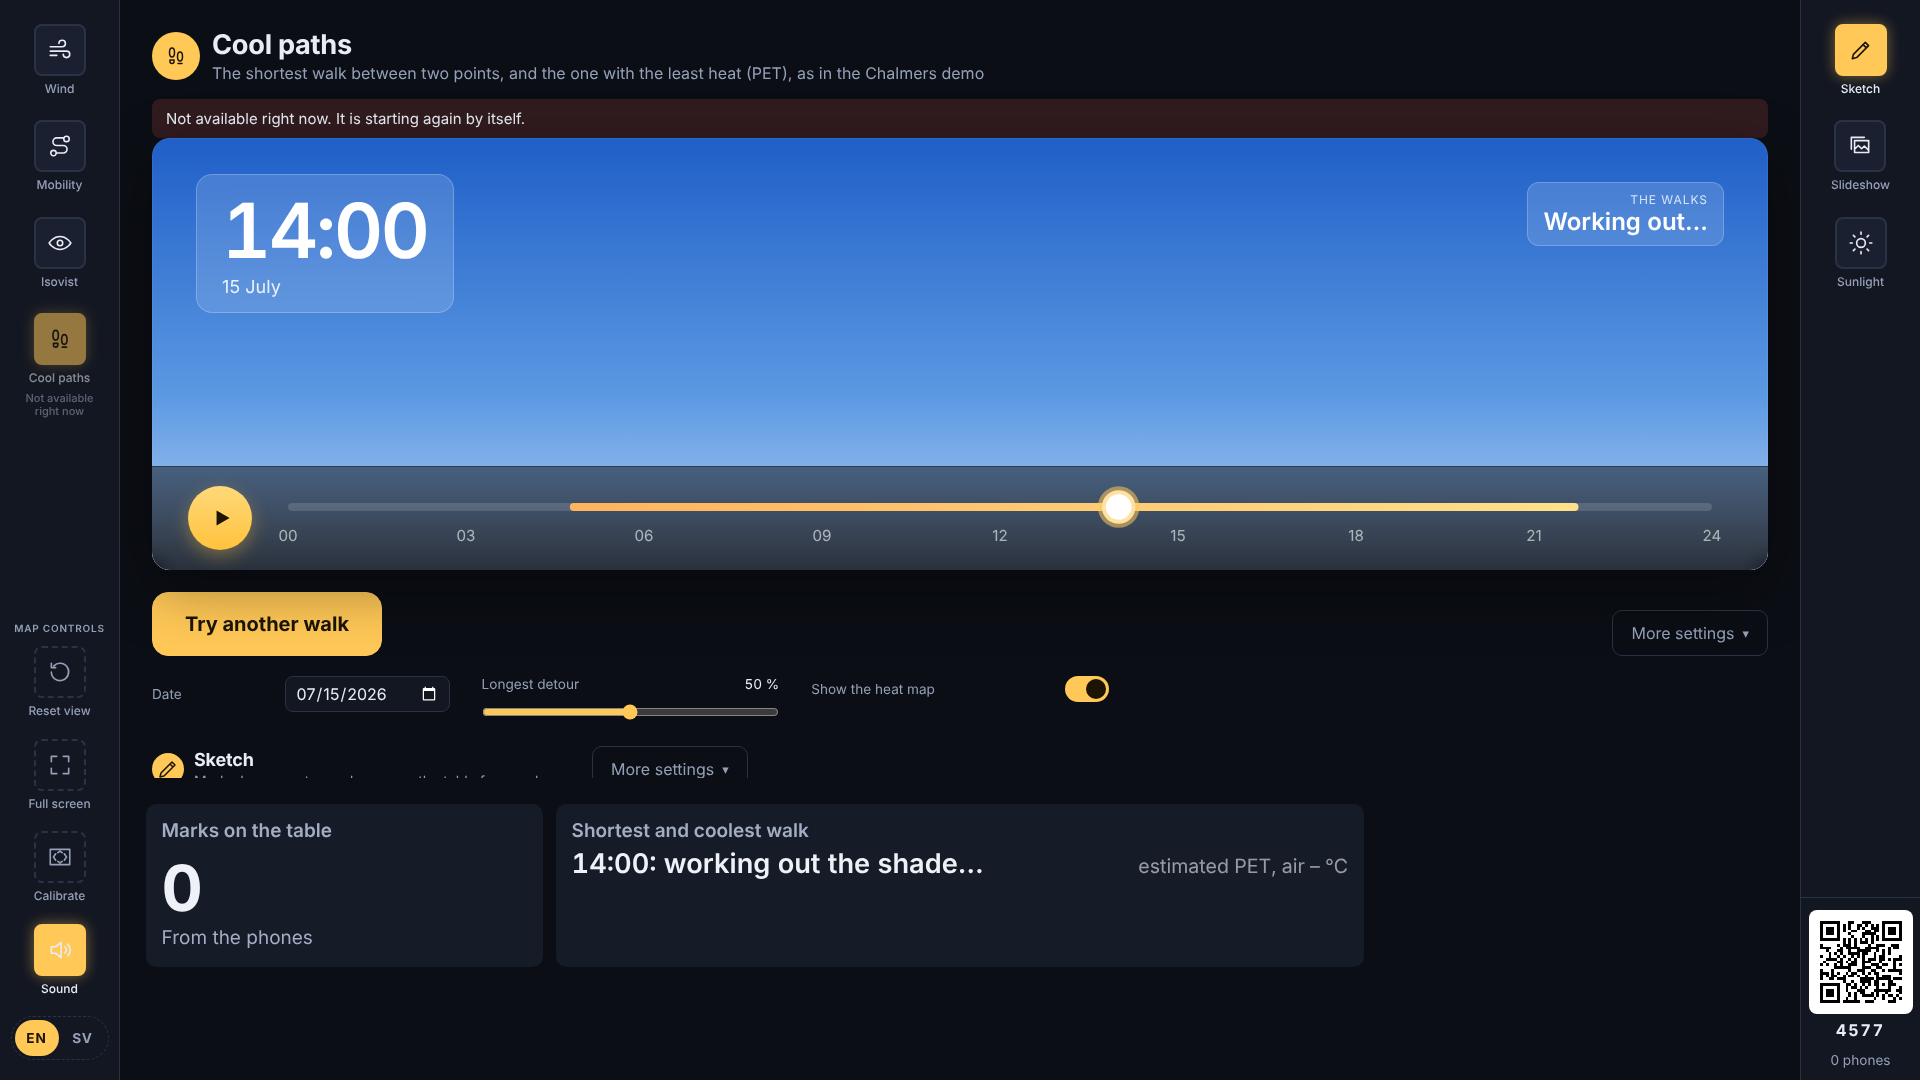 Wind
Mobility
Isovist
Cool paths
Not available
right now
MAP CONTROLS
Reset view
Full screen
Calibrate
Sound
EN SV
Cool paths
The shortest walk between two points, and the one with the least heat (PET), as in the Chalmers demo
Not available right now. It is starting again by itself.
14:00
15 July
THE WALKS
Working out…
00 03 06 09 12 15 18 21 24
Try another walk
More settings ▾
Date 07/15/2026
Longest detour 50 %
Show the heat map
Sketch
More settings ▾
Marks on the table
0
From the phones
Shortest and coolest walk
14:00: working out the shade…
estimated PET, air – °C
Sketch
Slideshow
Sunlight
4577
0 phones